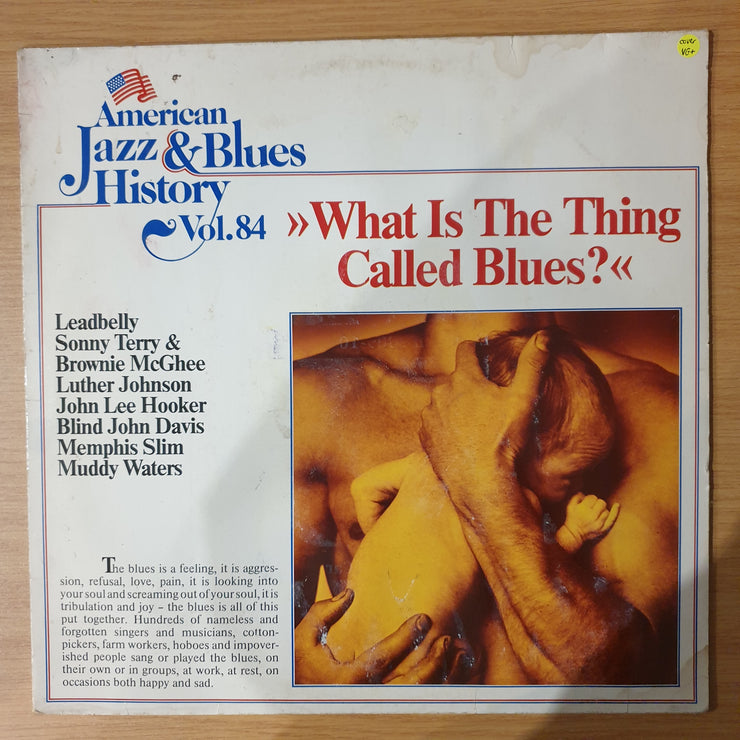 cover
VG+
American
Jazz & Blues
History
Vol. 84
»What Is The Thing
Called Blues?«
Leadbelly
Sonny Terry &
Brownie McGhee
Luther Johnson
John Lee Hooker
Blind John Davis
Memphis Slim
Muddy Waters
The blues is a feeling, it is aggres-
sion, refusal, love, pain, it is looking into
your soul and screaming out of your soul, it is
tribulation and joy – the blues is all of this
put together. Hundreds of nameless and
forgotten singers and musicians, cotton-
pickers, farm workers, hoboes and impover-
ished people sang or played the blues, on
their own or in groups, at work, at rest, on
occasions both happy and sad.